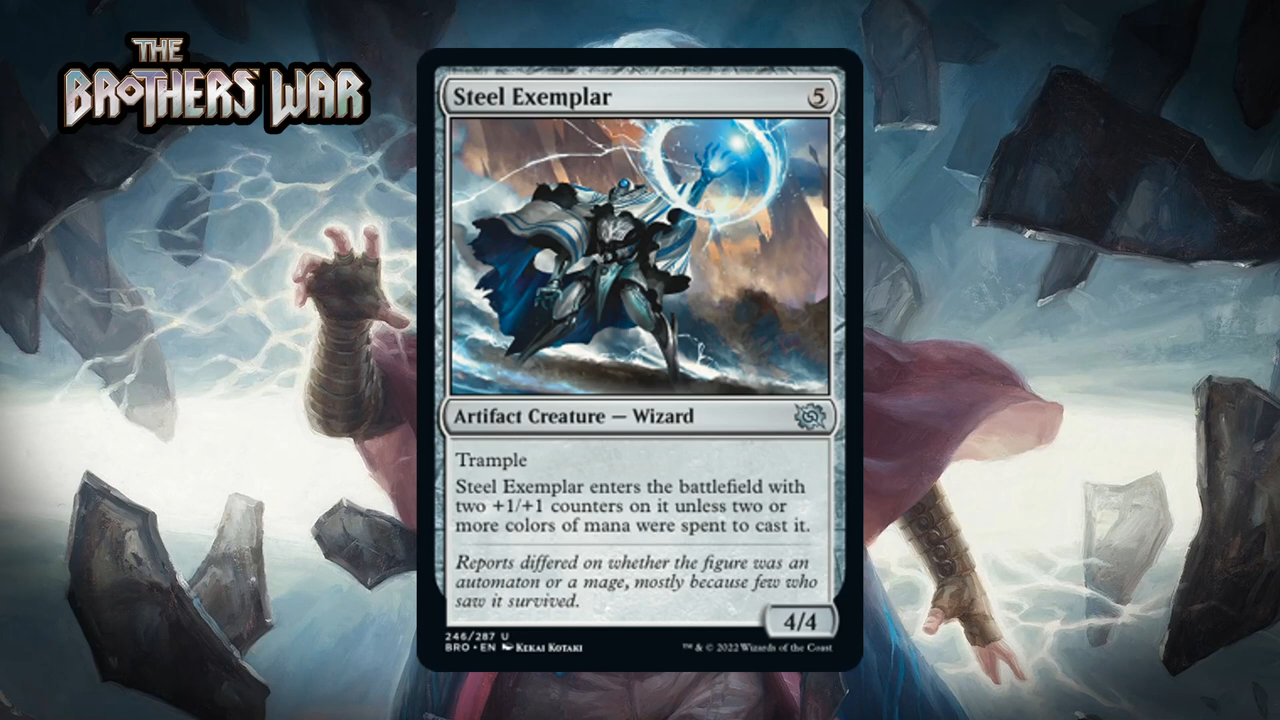 THE
BROTHERS' WAR
Steel Exemplar 5
Artifact Creature — Wizard
Trample
Steel Exemplar enters the battlefield with
two +1/+1 counters on it unless two or
more colors of mana were spent to cast it.
Reports differed on whether the figure was an
automaton or a mage, mostly because few who
saw it survived.
4/4
246/287 U
BRO • EN KEKAI KOTAKI
™ & © 2022 Wizards of the Coast